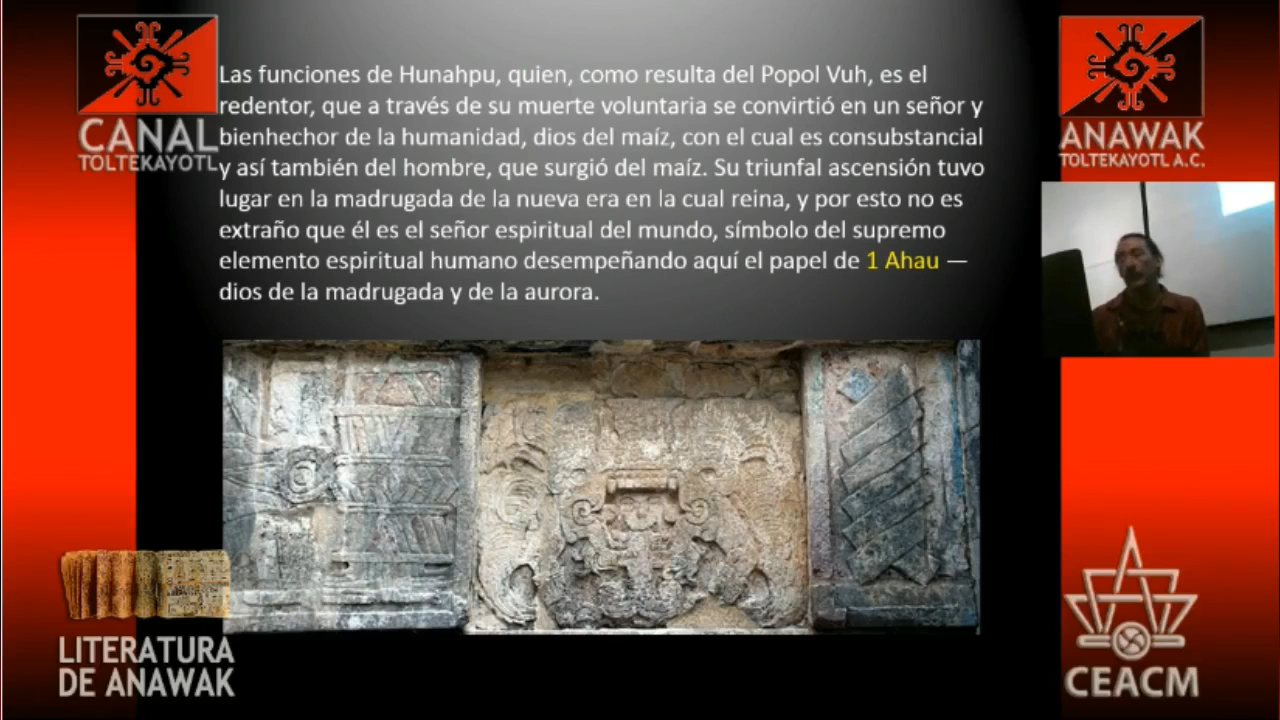 CANAL
TOLTEKAYOTL
Las funciones de Hunahpu, quien, como resulta del Popol Vuh, es el
redentor, que a través de su muerte voluntaria se convirtió en un señor y
bienhechor de la humanidad, dios del maíz, con el cual es consubstancial
y así también del hombre, que surgió del maíz. Su triunfal ascensión tuvo
lugar en la madrugada de la nueva era en la cual reina, y por esto no es
extraño que él es el señor espiritual del mundo, símbolo del supremo
elemento espiritual humano desempeñando aquí el papel de 1 Ahau —
dios de la madrugada y de la aurora.
ANAWAK
TOLTEKAYOTL A.C.
LITERATURA
DE ANAWAK
CEACM